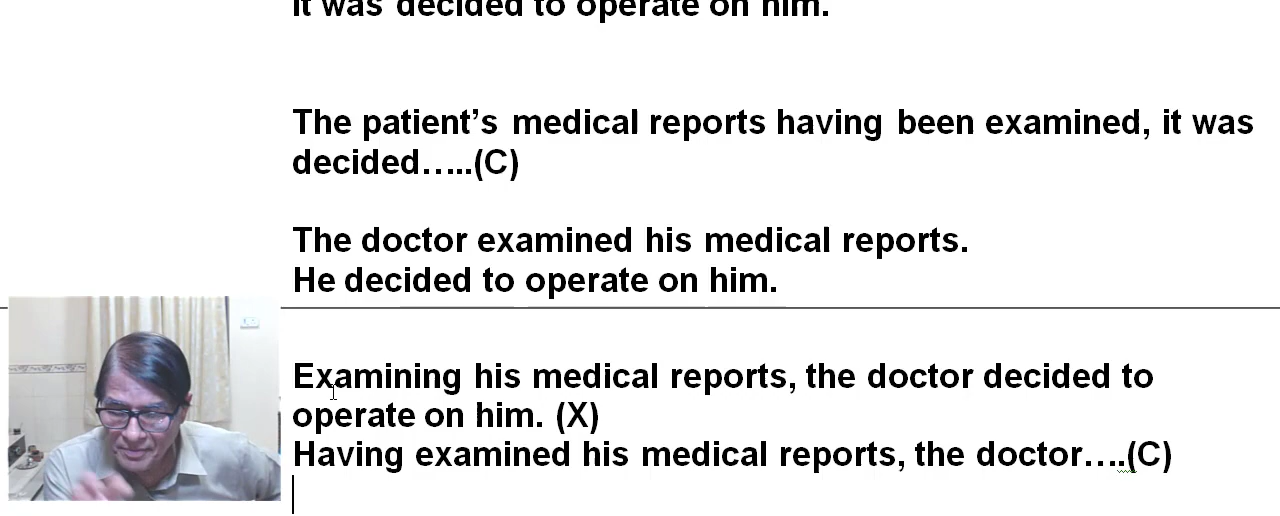 it was decided to operate on him.
The patient’s medical reports having been examined, it was
decided…..(C)
The doctor examined his medical reports.
He decided to operate on him.
Examining his medical reports, the doctor decided to
operate on him. (X)
Having examined his medical reports, the doctor….(C)